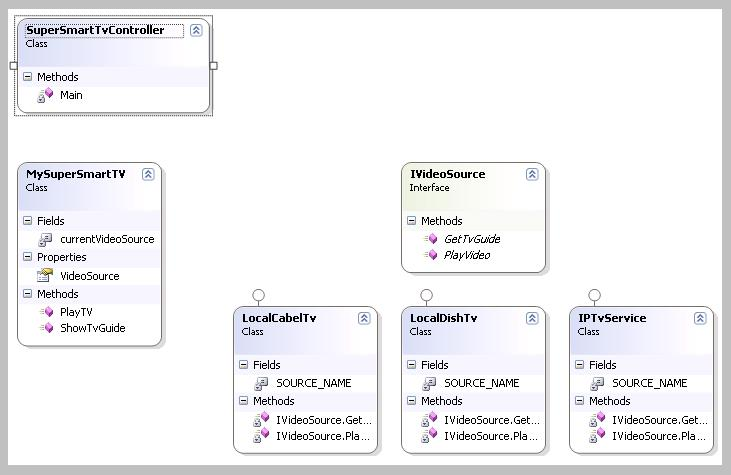 SuperSmartTvController
Class
Methods
Main
MySuperSmartTV
Class
Fields
currentVideoSource
Properties
VideoSource
Methods
PlayTV
ShowTvGuide
IVideoSource
Interface
Methods
GetTvGuide
PlayVideo
LocalCabelTv
Class
Fields
SOURCE_NAME
Methods
IVideoSource.Get...
IVideoSource.Pla...
LocalDishTv
Class
Fields
SOURCE_NAME
Methods
IVideoSource.Get...
IVideoSource.Pla...
IPTvService
Class
Fields
SOURCE_NAME
Methods
IVideoSource.Get...
IVideoSource.Pla...